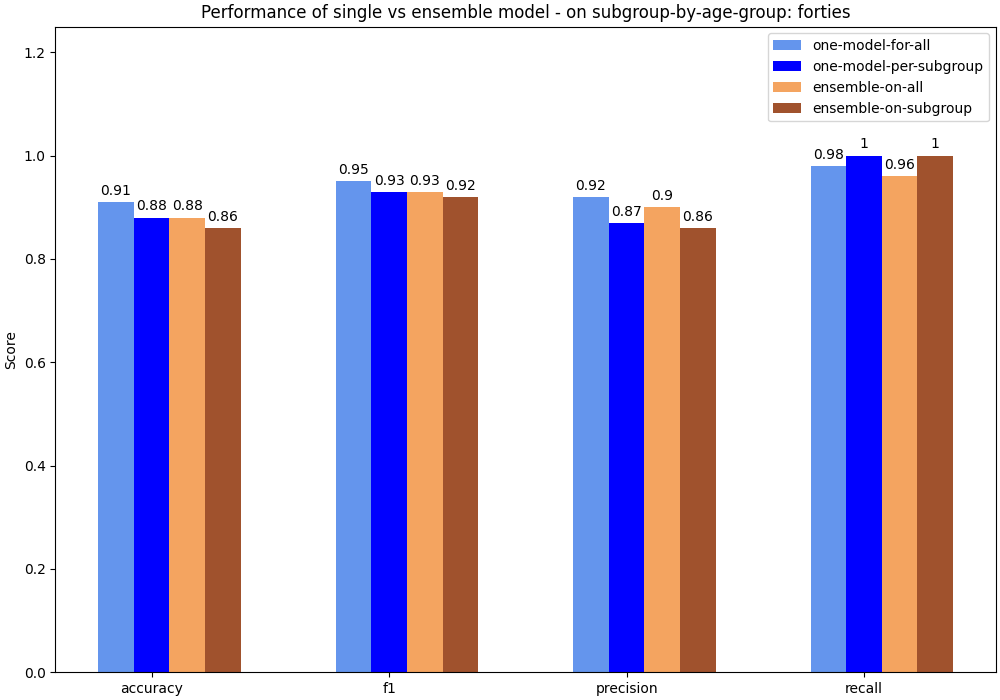 Performance of single vs ensemble model - on subgroup-by-age-group: forties
one-model-for-all
one-model-per-subgroup
ensemble-on-all
ensemble-on-subgroup
Score
1.2
1.0
0.8
0.6
0.4
0.2
0.0
0.91
0.88
0.88
0.86
0.95
0.93
0.93
0.92
0.92
0.87
0.9
0.86
0.98
1
0.96
1
accuracy
f1
precision
recall